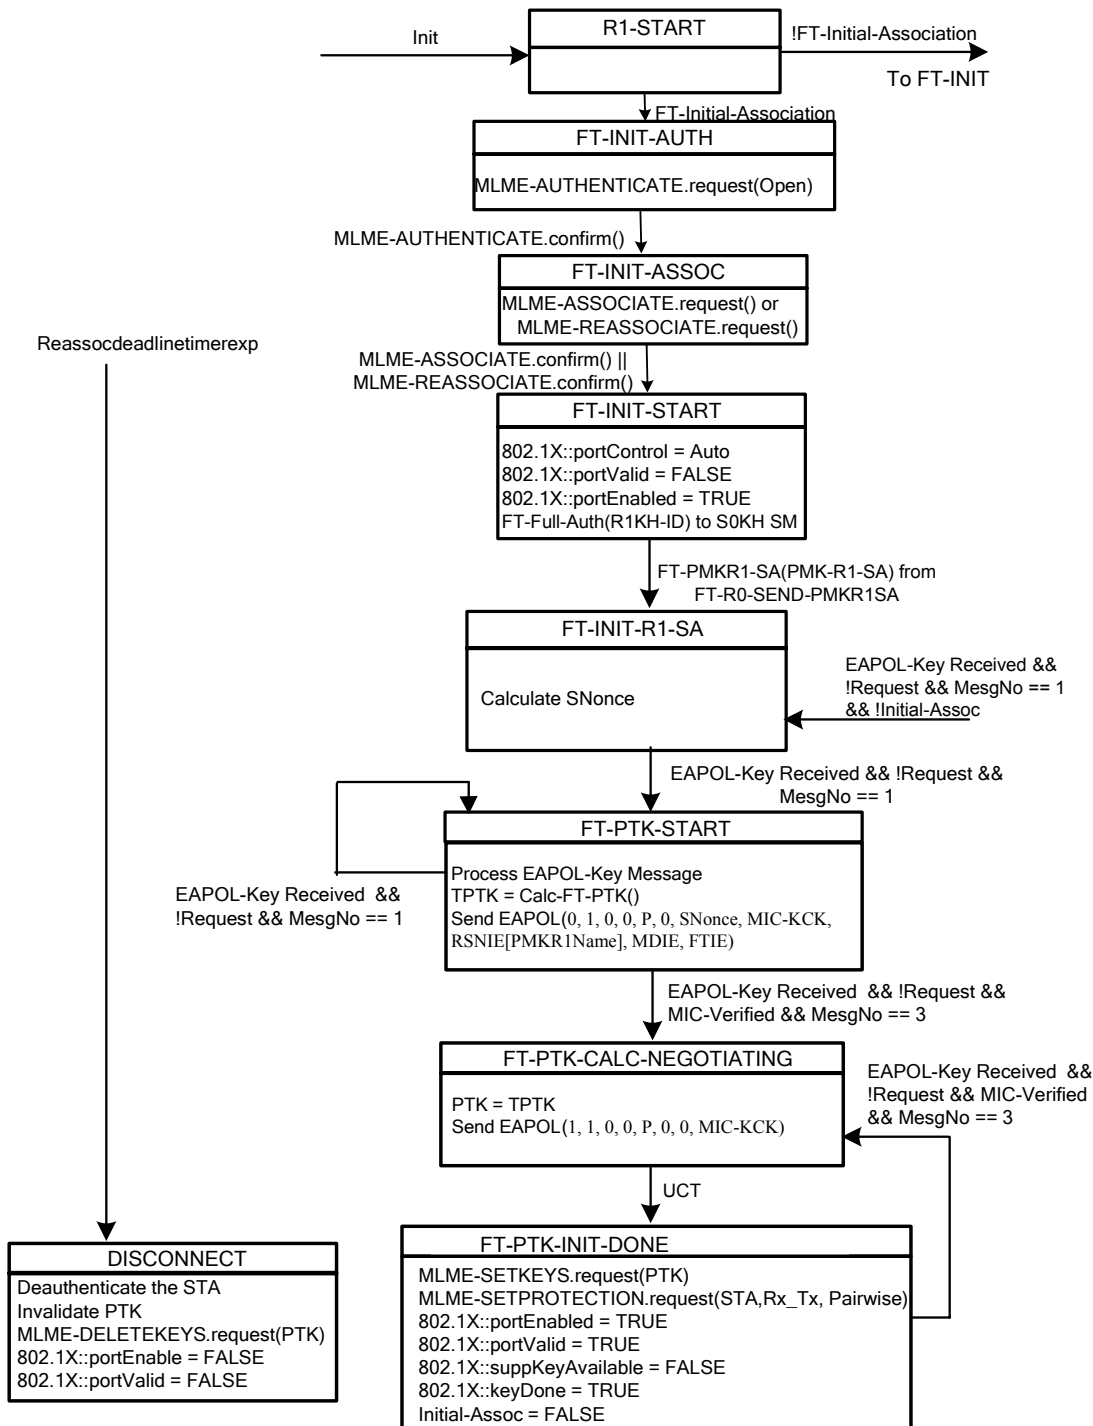 R1-START
Init
!FT-Initial-Association
To FT-INIT
FT-Initial-Association
FT-INIT-AUTH
MLME-AUTHENTICATE.request(Open)
MLME-AUTHENTICATE.confirm()
FT-INIT-ASSOC
MLME-ASSOCIATE.request() or
MLME-REASSOCIATE.request()
Reassocdeadlinetimerexp
MLME-ASSOCIATE.confirm() ||
MLME-REASSOCIATE.confirm()
FT-INIT-START
802.1X::portControl = Auto
802.1X::portValid = FALSE
802.1X::portEnabled = TRUE
FT-Full-Auth(R1KH-ID) to S0KH SM
FT-PMKR1-SA(PMK-R1-SA) from
FT-R0-SEND-PMKR1SA
FT-INIT-R1-SA
Calculate SNonce
EAPOL-Key Received &&
!Request && MesgNo == 1
&& !Initial-Assoc
EAPOL-Key Received && !Request &&
MesgNo == 1
FT-PTK-START
Process EAPOL-Key Message
TPTK = Calc-FT-PTK()
Send EAPOL(0, 1, 0, 0, P, 0, SNonce, MIC-KCK,
RSNIE[PMKR1Name], MDIE, FTIE)
EAPOL-Key Received &&
!Request && MesgNo == 1
EAPOL-Key Received && !Request &&
MIC-Verified && MesgNo == 3
FT-PTK-CALC-NEGOTIATING
PTK = TPTK
Send EAPOL(1, 1, 0, 0, P, 0, 0, MIC-KCK)
EAPOL-Key Received &&
!Request && MIC-Verified
&& MesgNo == 3
UCT
DISCONNECT
Deauthenticate the STA
Invalidate PTK
MLME-DELETEKEYS.request(PTK)
802.1X::portEnable = FALSE
802.1X::portValid = FALSE
FT-PTK-INIT-DONE
MLME-SETKEYS.request(PTK)
MLME-SETPROTECTION.request(STA,Rx_Tx, Pairwise)
802.1X::portEnabled = TRUE
802.1X::portValid = TRUE
802.1X::suppKeyAvailable = FALSE
802.1X::keyDone = TRUE
Initial-Assoc = FALSE